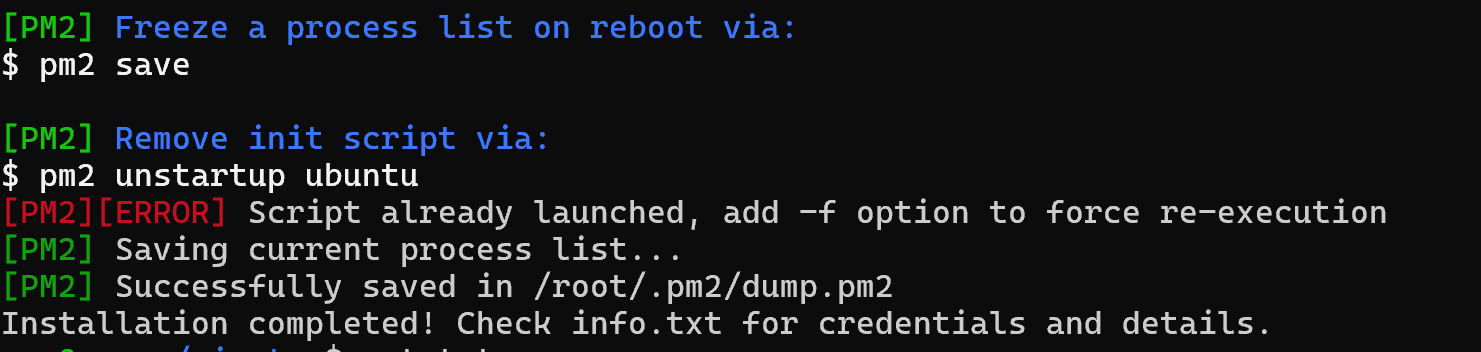 [PM2] Freeze a process list on reboot via:
$ pm2 save
[PM2] Remove init script via:
$ pm2 unstartup ubuntu
[PM2][ERROR] Script already launched, add -f option to force re-execution
[PM2] Saving current process list...
[PM2] Successfully saved in /root/.pm2/dump.pm2
Installation completed! Check info.txt for credentials and details.